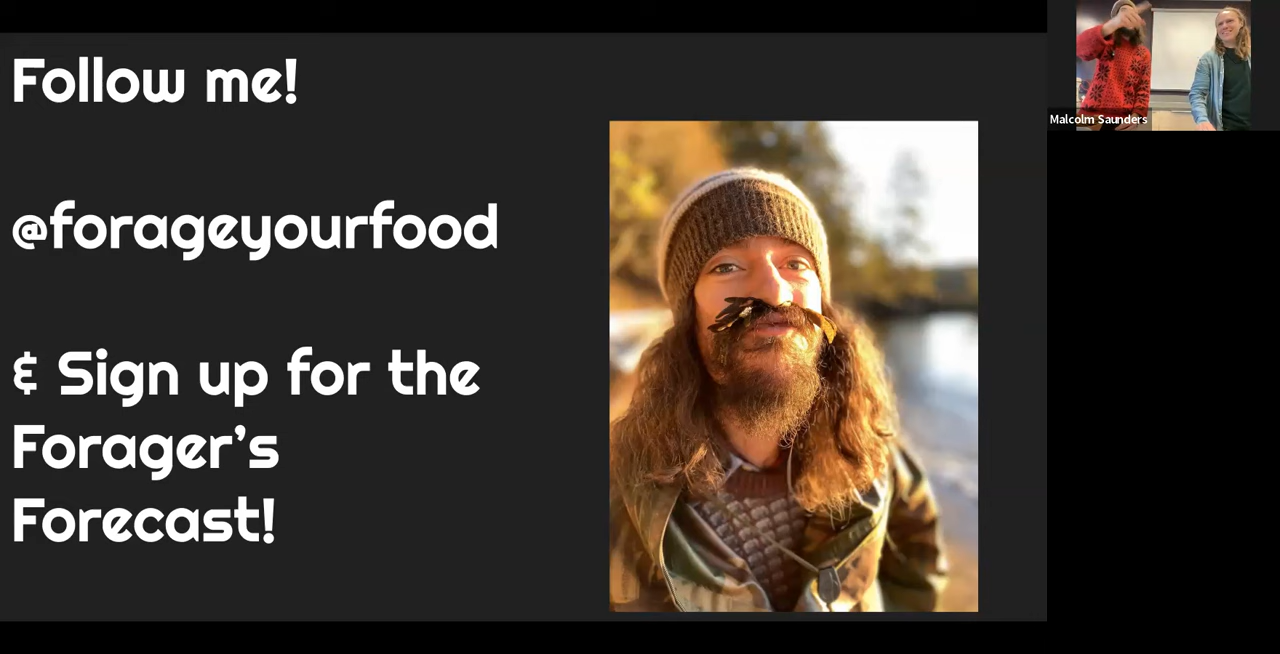 Follow me!
@forageyourfood
& Sign up for the
Forager's
Forecast!
Malcolm Saunders